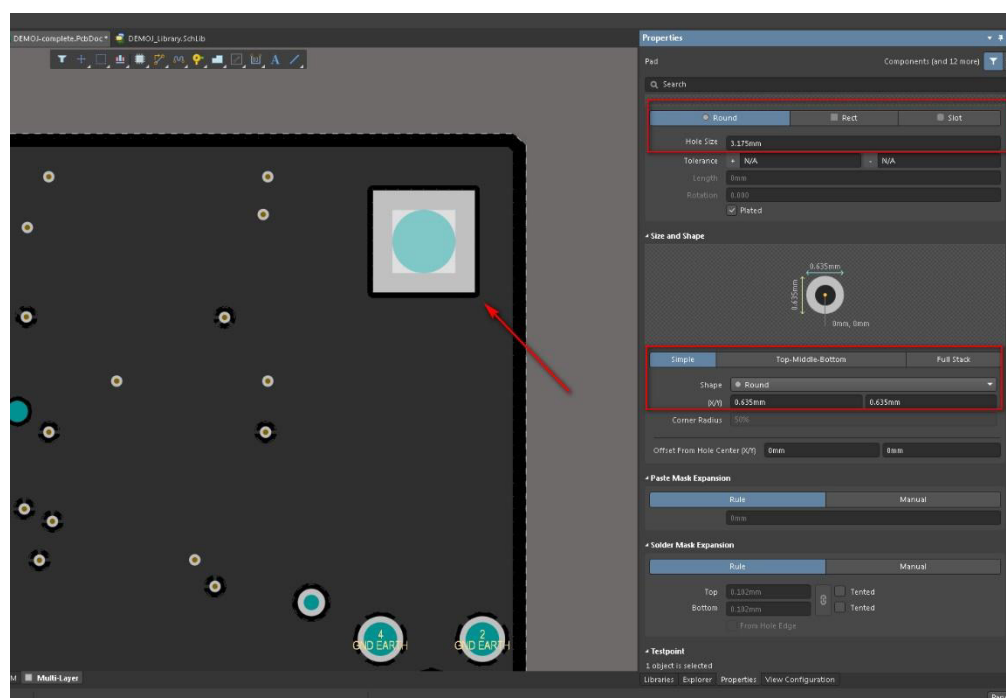 DEMOJ-complete.PcbDoc * DEMOJ_Library.SchLib
Properties
Pad Components (and 12 more)
Search
Round Rect Slot
Hole Size 3.175mm
Tolerance + N/A - N/A
Length 0mm
Rotation 0.000
Plated
Size and Shape
0.635mm
0.635mm
0mm, 0mm
Simple Top-Middle-Bottom Full Stack
Shape Round
(X/Y) 0.635mm 0.635mm
Corner Radius 50%
Offset From Hole Center (X/Y) 0mm 0mm
Paste Mask Expansion
Rule Manual
0mm
Solder Mask Expansion
Rule Manual
Top 0.102mm Tented
Bottom 0.102mm Tented
From Hole Edge
Testpoint
1 object is selected
4
GND EARTH
2
GND EARTH
M Multi-Layer
Libraries Explorer Properties View Configuration